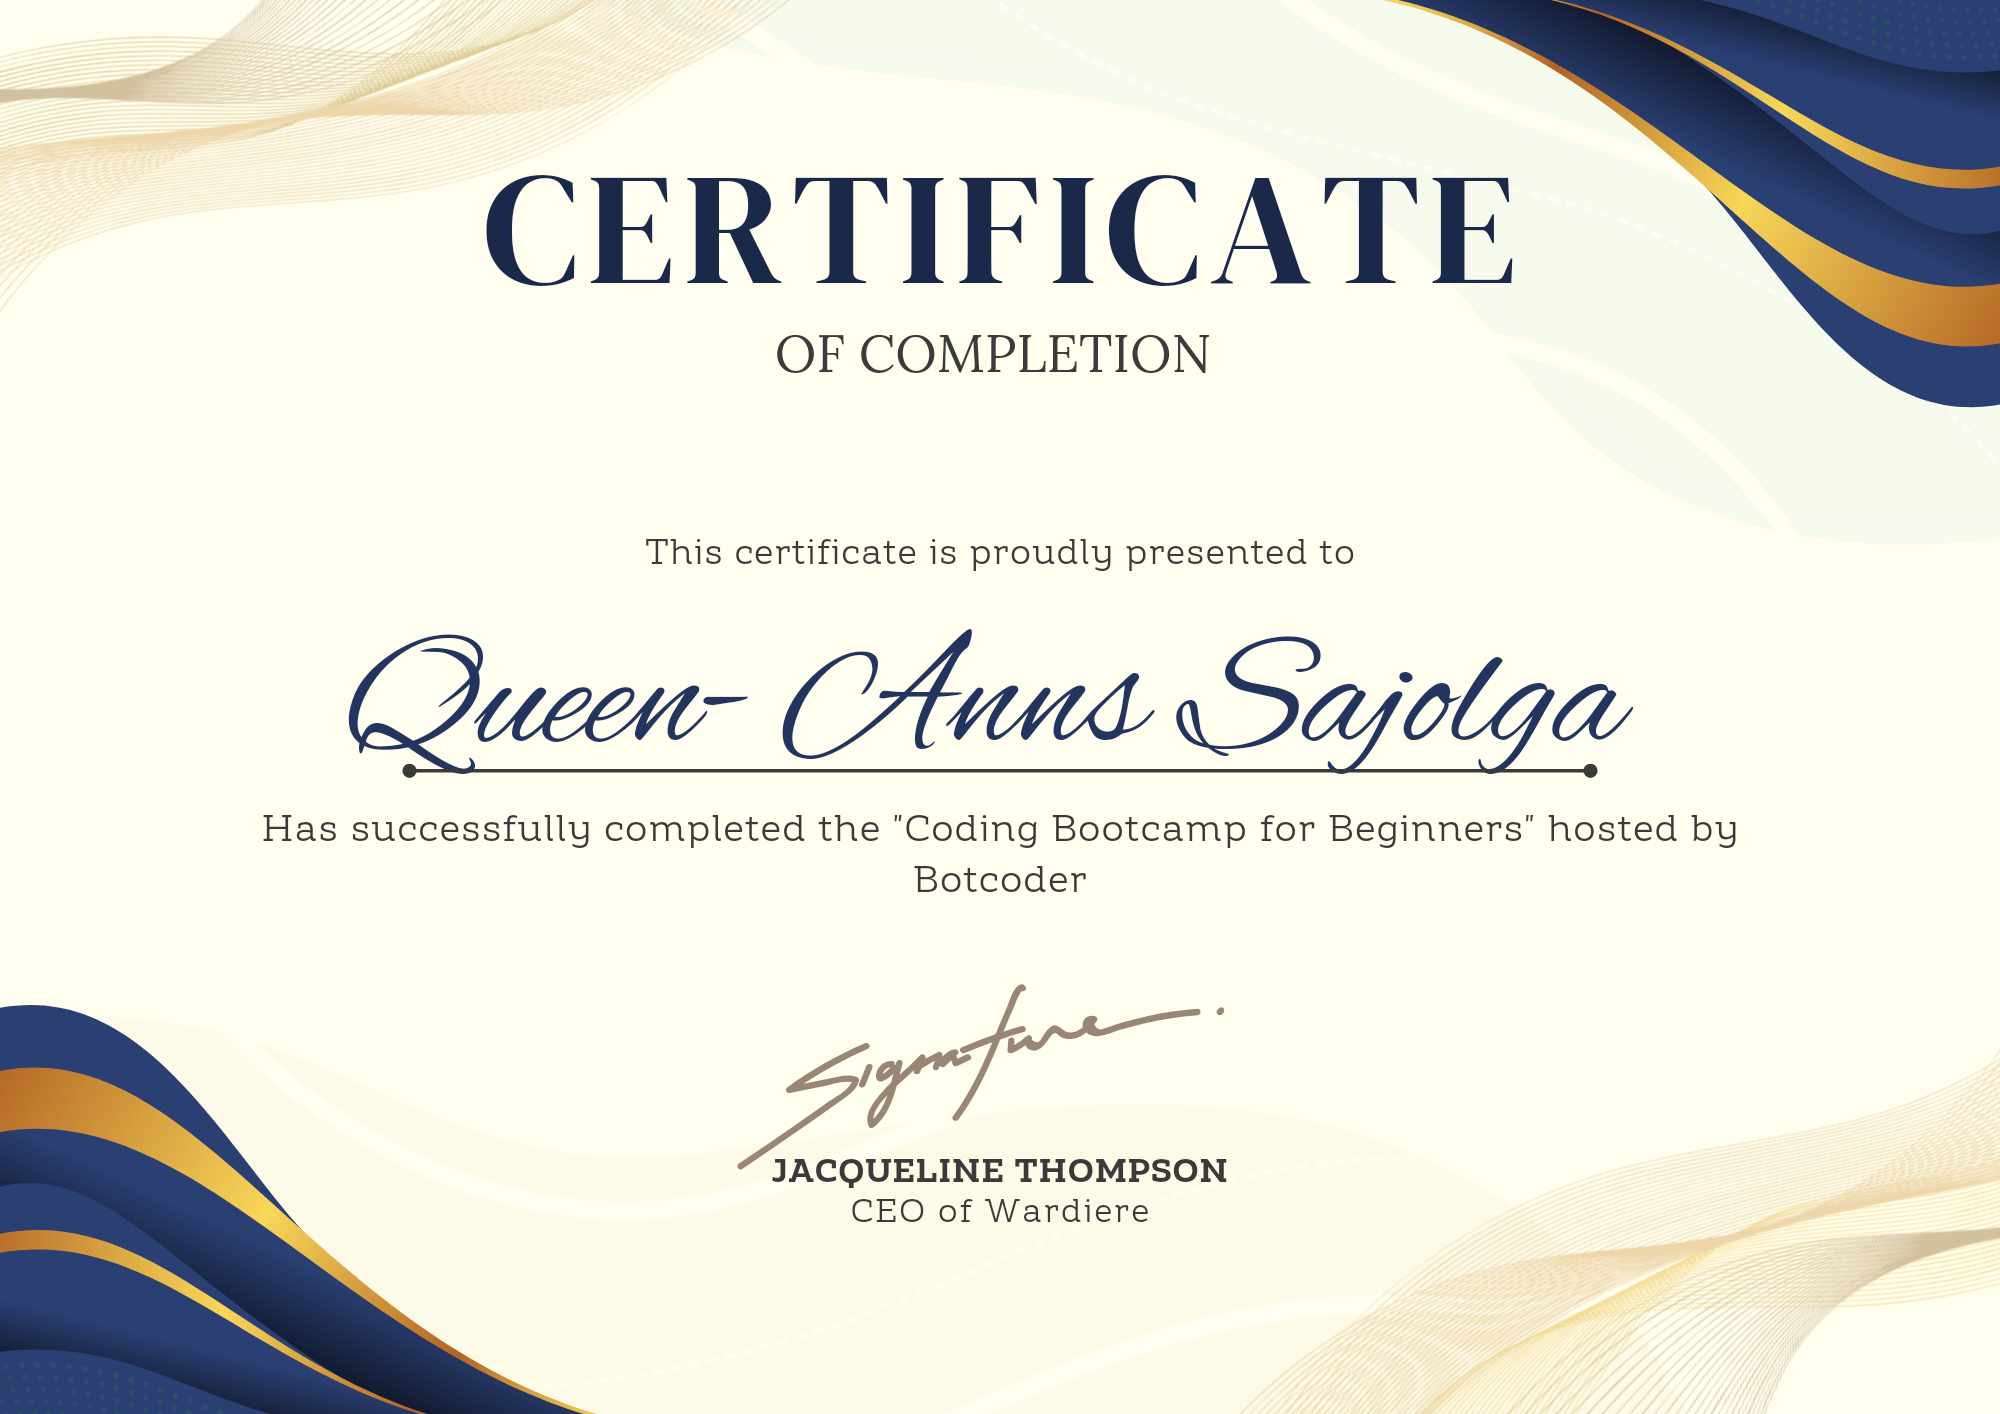 CERTIFICATE
OF COMPLETION
This certificate is proudly presented to
Queen- Anns Sajolga
Has successfully completed the "Coding Bootcamp for Beginners" hosted by
Botcoder
Signature
JACQUELINE THOMPSON
CEO of Wardiere